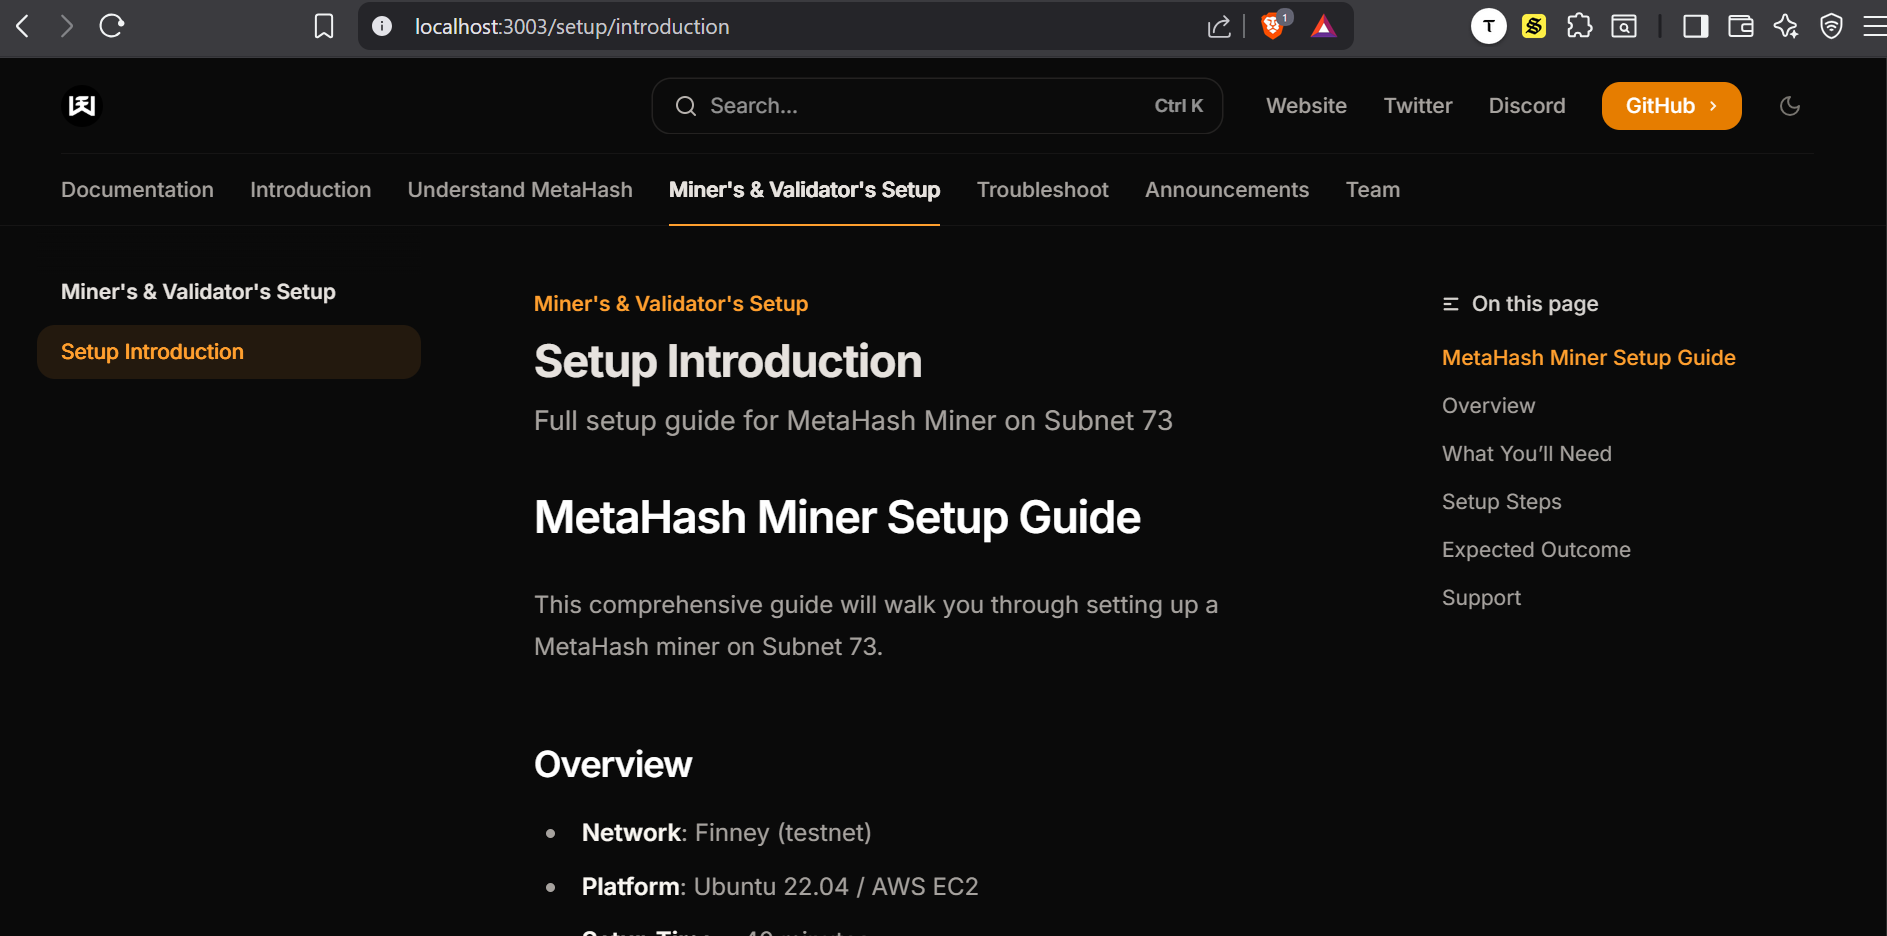 localhost:3003/setup/introduction
1
T
Search...
Ctrl K
Website
Twitter
Discord
GitHub
Documentation
Introduction
Understand MetaHash
Miner's & Validator's Setup
Troubleshoot
Announcements
Team
Miner's & Validator's Setup
Setup Introduction
Miner's & Validator's Setup
Setup Introduction
Full setup guide for MetaHash Miner on Subnet 73
MetaHash Miner Setup Guide
This comprehensive guide will walk you through setting up a
MetaHash miner on Subnet 73.
Overview
Network: Finney (testnet)
Platform: Ubuntu 22.04 / AWS EC2
On this page
MetaHash Miner Setup Guide
Overview
What You’ll Need
Setup Steps
Expected Outcome
Support